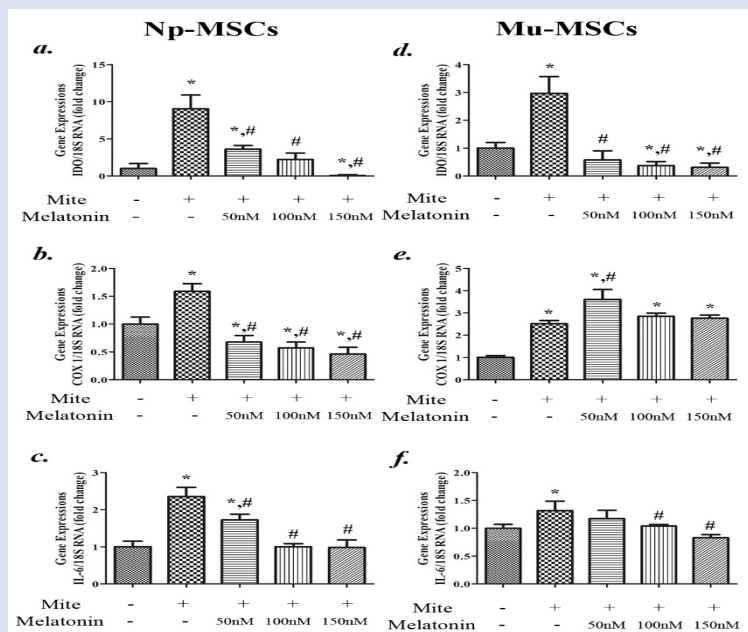 Np-MSCs
Mu-MSCs
a.
Gene Expressions
IDO/18S RNA (fold change)
15
10
5
0
*
*,#
#
*,#
Mite - + + + +
Melatonin - - 50nM 100nM 150nM
d.
Gene Expressions
IDO/18S RNA (fold change)
4
3
2
1
0
*
#
*,#
*,#
Mite - + + + +
Melatonin - - 50nM 100nM 150nM
b.
Gene Expressions
COX 1/18S RNA (fold change)
2.0
1.5
1.0
0.5
0.0
*
*,#
*,#
*,#
Mite - + + + +
Melatonin - - 50nM 100nM 150nM
e.
Gene Expressions
COX 1/18S RNA (fold change)
5
4
3
2
1
0
*
*,#
*
*
Mite - + + + +
Melatonin - - 50nM 100nM 150nM
c.
Gene Expressions
IL-6/18S RNA (fold change)
3
2
1
0
*
*,#
#
#
Mite - + + + +
Melatonin - - 50nM 100nM 150nM
f.
Gene Expressions
IL-6/18S RNA (fold change)
2.0
1.5
1.0
0.5
0.0
*
#
#
Mite - + + + +
Melatonin - - 50nM 100nM 150nM